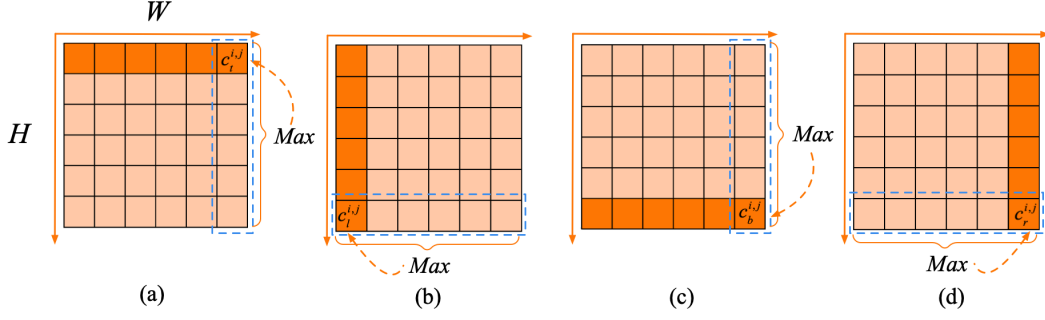 W
H
c_t^{i,j}
Max
(a)
c_l^{i,j}
Max
(b)
c_b^{i,j}
Max
(c)
c_r^{i,j}
Max
(d)